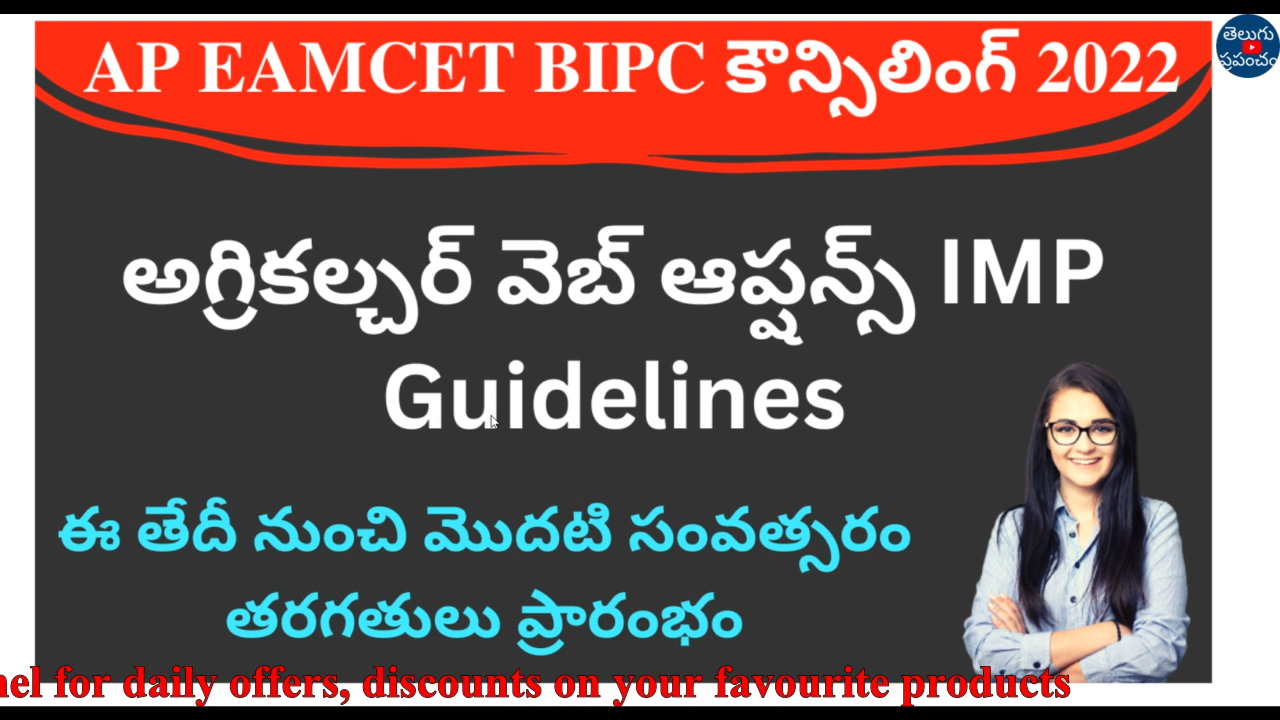 AP EAMCET BIPC కౌన్సిలింగ్ 2022
తెలుగు
ప్రపంచం
అగ్రికల్చర్ వెబ్ ఆప్షన్స్ IMP
Guidelines
ఈ తేదీ నుంచి మొదటి సంవత్సరం
తరగతులు ప్రారంభం
for daily offers, discounts on your favourite products